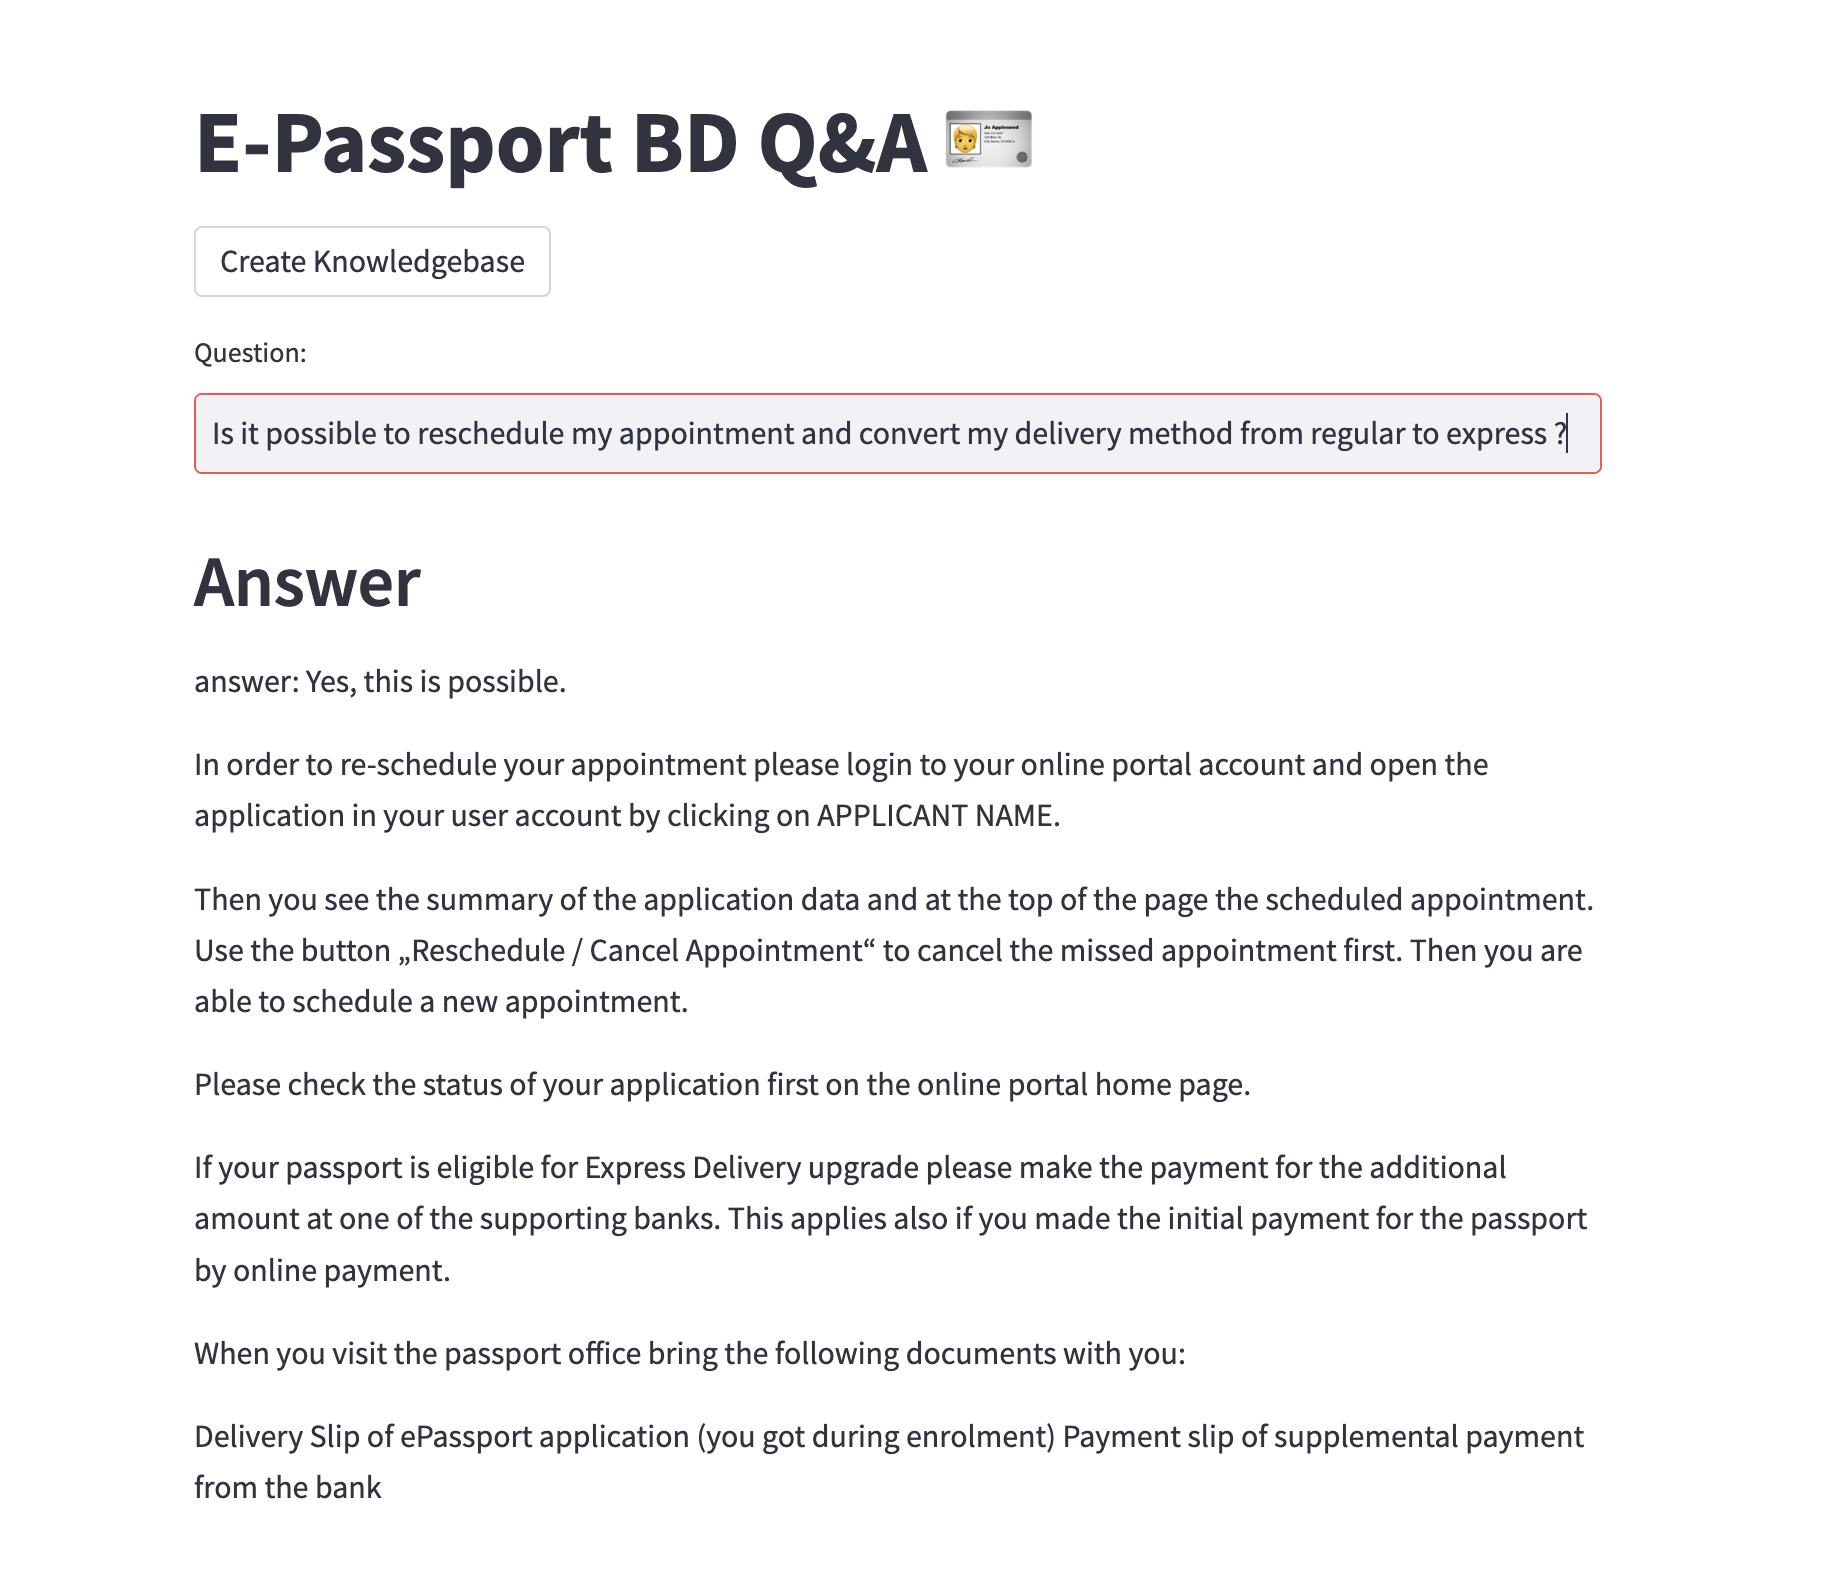 E-Passport BD Q&A
Jo Appleseed
Create Knowledgebase
Question:
Is it possible to reschedule my appointment and convert my delivery method from regular to express ?
Answer
answer: Yes, this is possible.
In order to re-schedule your appointment please login to your online portal account and open the
application in your user account by clicking on APPLICANT NAME.
Then you see the summary of the application data and at the top of the page the scheduled appointment.
Use the button „Reschedule / Cancel Appointment“ to cancel the missed appointment first. Then you are
able to schedule a new appointment.
Please check the status of your application first on the online portal home page.
If your passport is eligible for Express Delivery upgrade please make the payment for the additional
amount at one of the supporting banks. This applies also if you made the initial payment for the passport
by online payment.
When you visit the passport office bring the following documents with you:
Delivery Slip of ePassport application (you got during enrolment) Payment slip of supplemental payment
from the bank